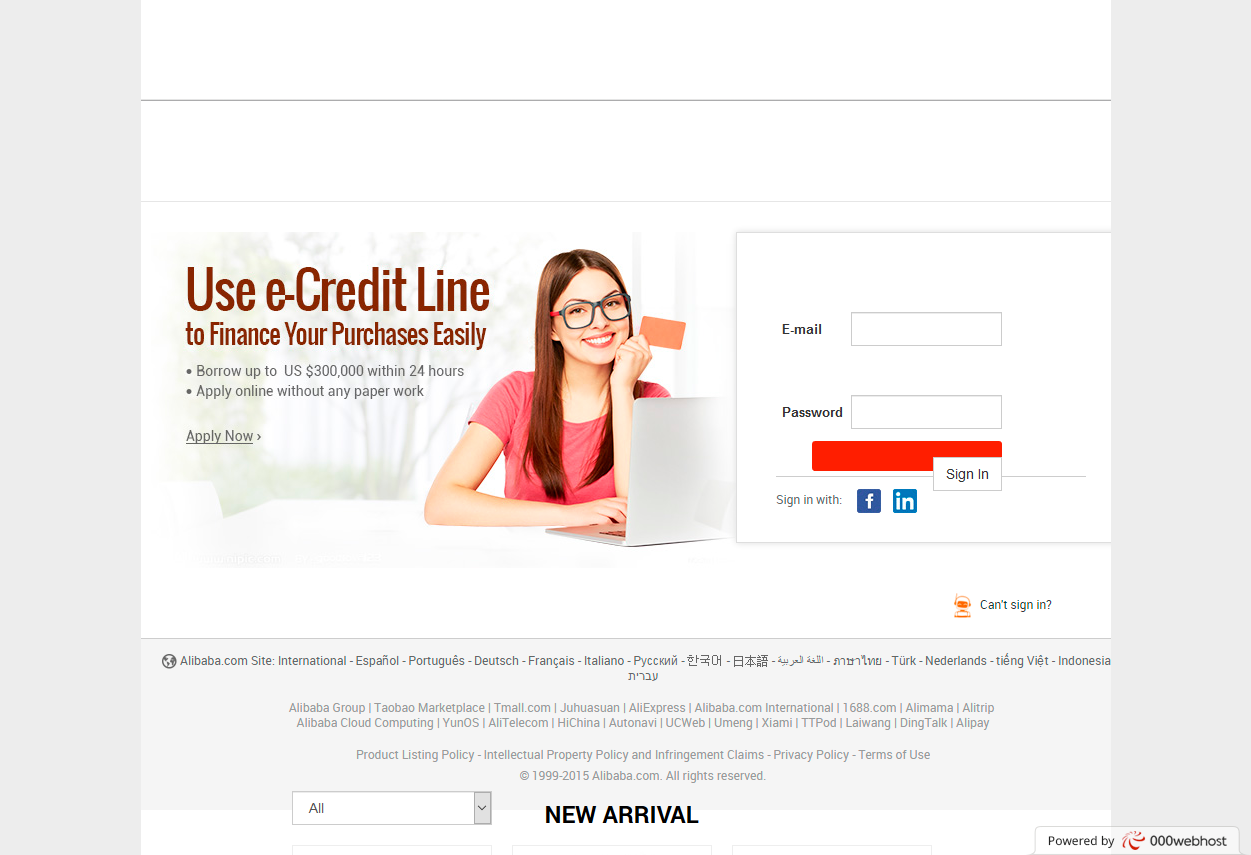 Use e-Credit Line
to Finance Your Purchases Easily
• Borrow up to  US $300,000 within 24 hours
• Apply online without any paper work
Apply Now ›
E-mail
Password
Sign In
Sign in with:
Can't sign in?
Alibaba.com Site: International - Español - Português - Deutsch - Français - Italiano - Русский - 한국어 - 日本語 - اللغة العربية - ภาษาไทย - Türk - Nederlands - tiếng Việt - Indonesia
עברית
Alibaba Group | Taobao Marketplace | Tmall.com | Juhuasuan | AliExpress | Alibaba.com International | 1688.com | Alimama | Alitrip
Alibaba Cloud Computing | YunOS | AliTelecom | HiChina | Autonavi | UCWeb | Umeng | Xiami | TTPod | Laiwang | DingTalk | Alipay
Product Listing Policy - Intellectual Property Policy and Infringement Claims - Privacy Policy - Terms of Use
© 1999-2015 Alibaba.com. All rights reserved.
All
NEW ARRIVAL
Powered by 000webhost